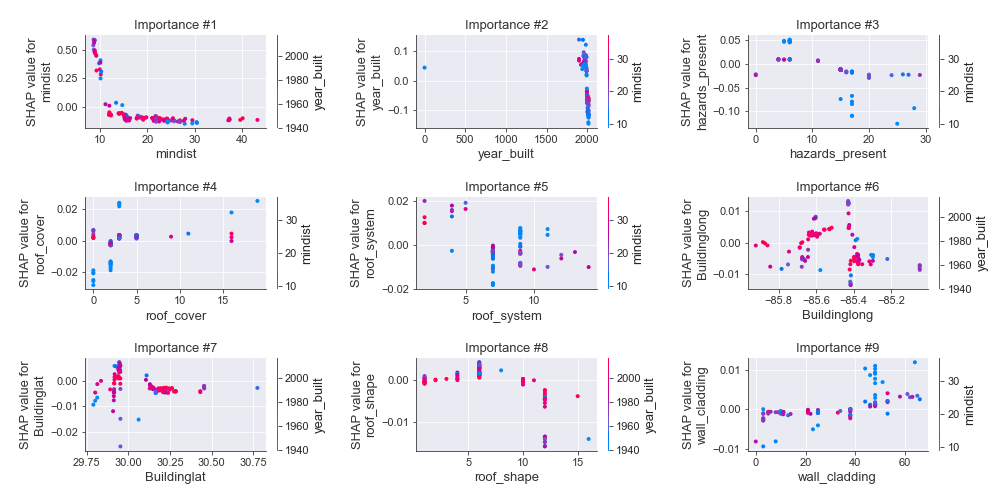 Importance #1
SHAP value for
mindist
0.50
0.25
0.00
10
20
30
40
mindist
2000
1980
1960
1940
year_built
Importance #2
SHAP value for
year_built
0.1
0.0
−0.1
0
500
1000
1500
2000
year_built
30
20
10
mindist
Importance #3
SHAP value for
hazards_present
0.05
0.00
−0.05
−0.10
0
10
20
30
hazards_present
30
20
10
mindist
Importance #4
SHAP value for
roof_cover
0.02
0.00
−0.02
0
5
10
15
roof_cover
30
20
10
mindist
Importance #5
SHAP value for
roof_system
0.02
0.00
−0.02
5
10
roof_system
30
20
10
mindist
Importance #6
SHAP value for
Buildinglong
0.01
0.00
−0.01
−85.8
−85.6
−85.4
−85.2
Buildinglong
2000
1980
1960
1940
year_built
Importance #7
SHAP value for
Buildinglat
0.00
−0.01
−0.02
29.75
30.00
30.25
30.50
30.75
Buildinglat
2000
1980
1960
1940
year_built
Importance #8
SHAP value for
roof_shape
0.00
−0.01
5
10
15
roof_shape
2000
1980
1960
1940
year_built
Importance #9
SHAP value for
wall_cladding
0.01
0.00
−0.01
0
20
40
60
wall_cladding
30
20
10
mindist